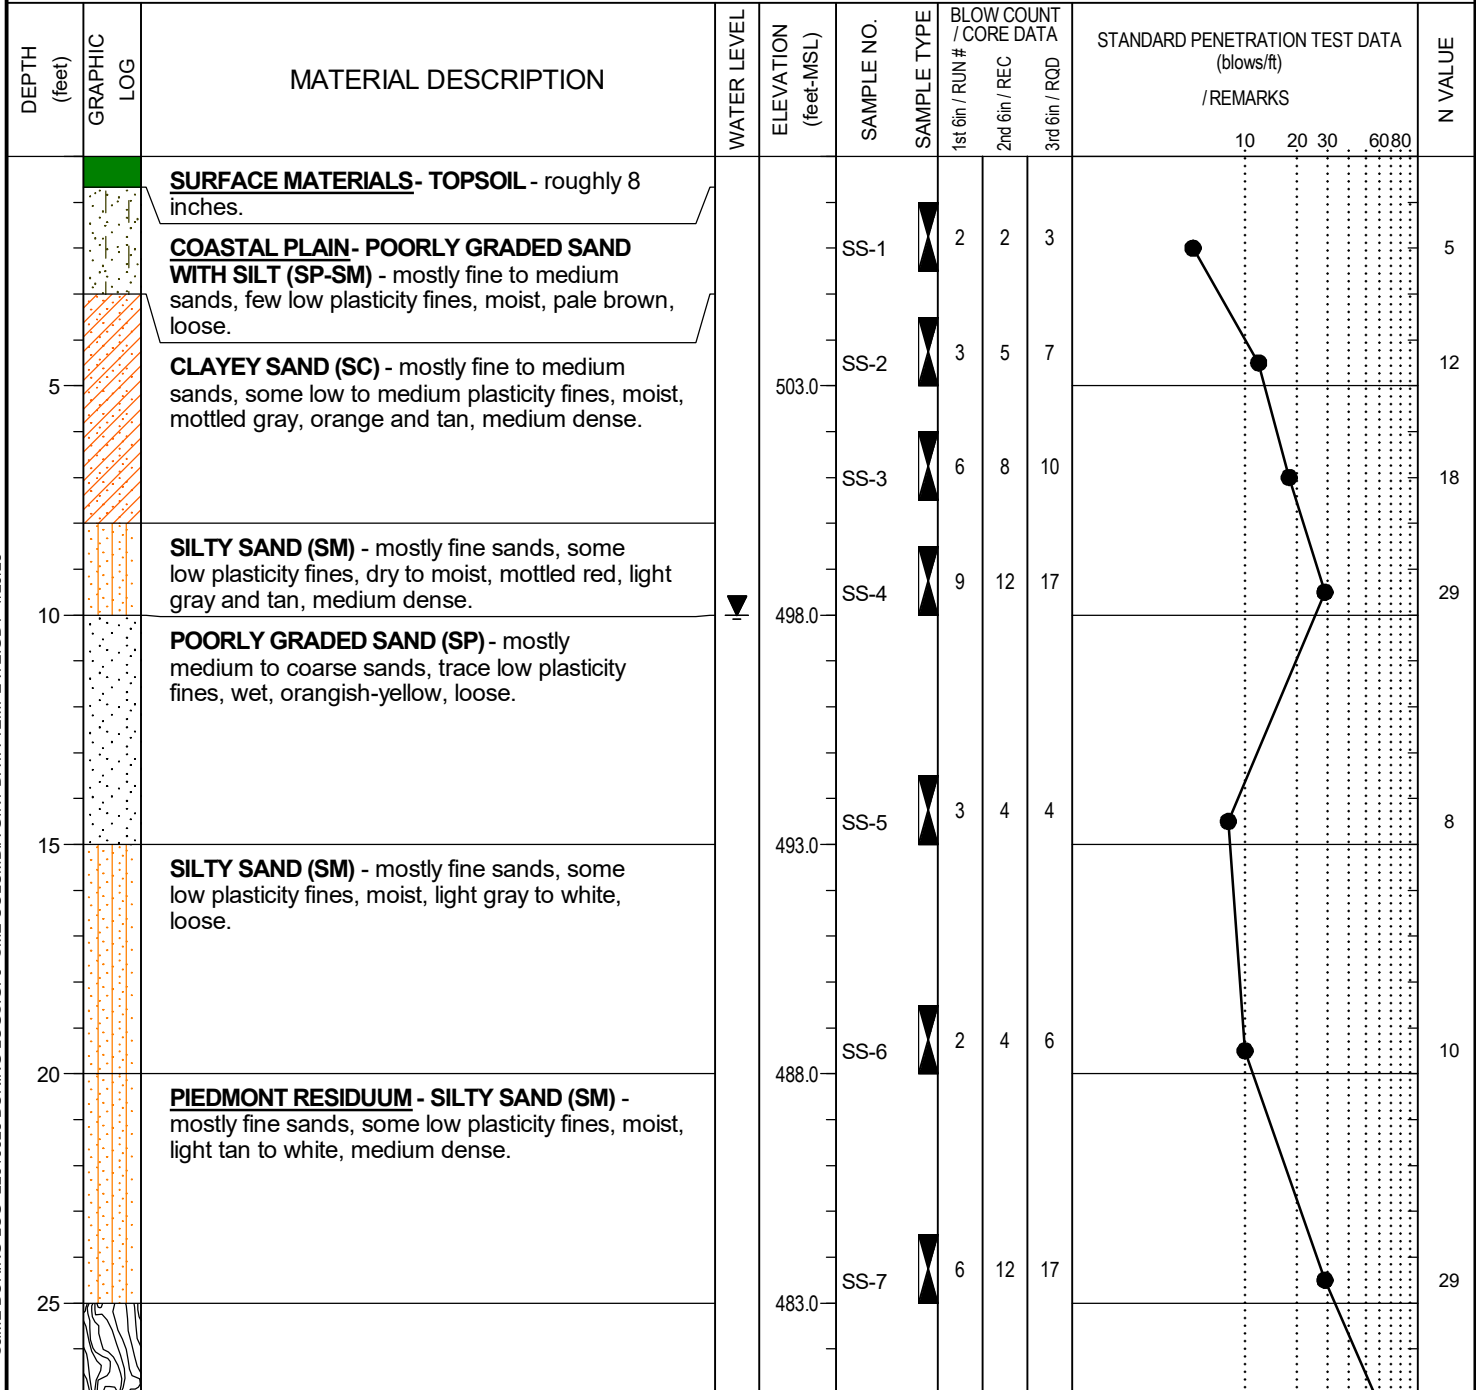 DEPTH
(feet)
GRAPHIC
LOG
MATERIAL DESCRIPTION
WATER LEVEL
ELEVATION
(feet-MSL)
SAMPLE NO.
SAMPLE TYPE
BLOW COUNT
/ CORE DATA
1st 6in / RUN #
2nd 6in / REC
3rd 6in / RQD
STANDARD PENETRATION TEST DATA
(blows/ft)
/REMARKS
10 20 30 60 80
N VALUE
SURFACE MATERIALS - TOPSOIL - roughly 8
inches.
COASTAL PLAIN - POORLY GRADED SAND
WITH SILT (SP-SM) - mostly fine to medium
sands, few low plasticity fines, moist, pale brown,
loose.
SS-1 2 2 3 5
CLAYEY SAND (SC) - mostly fine to medium
sands, some low to medium plasticity fines, moist,
mottled gray, orange and tan, medium dense.
SS-2 3 5 7 12
5 503.0
SS-3 6 8 10 18
SILTY SAND (SM) - mostly fine sands, some
low plasticity fines, dry to moist, mottled red, light
gray and tan, medium dense.
SS-4 9 12 17 29
10 498.0
POORLY GRADED SAND (SP) - mostly
medium to coarse sands, trace low plasticity
fines, wet, orangish-yellow, loose.
SS-5 3 4 4 8
15 493.0
SILTY SAND (SM) - mostly fine sands, some
low plasticity fines, moist, light gray to white,
loose.
SS-6 2 4 6 10
20 488.0
PIEDMONT RESIDUUM - SILTY SAND (SM) -
mostly fine sands, some low plasticity fines, moist,
light tan to white, medium dense.
SS-7 6 12 17 29
25 483.0